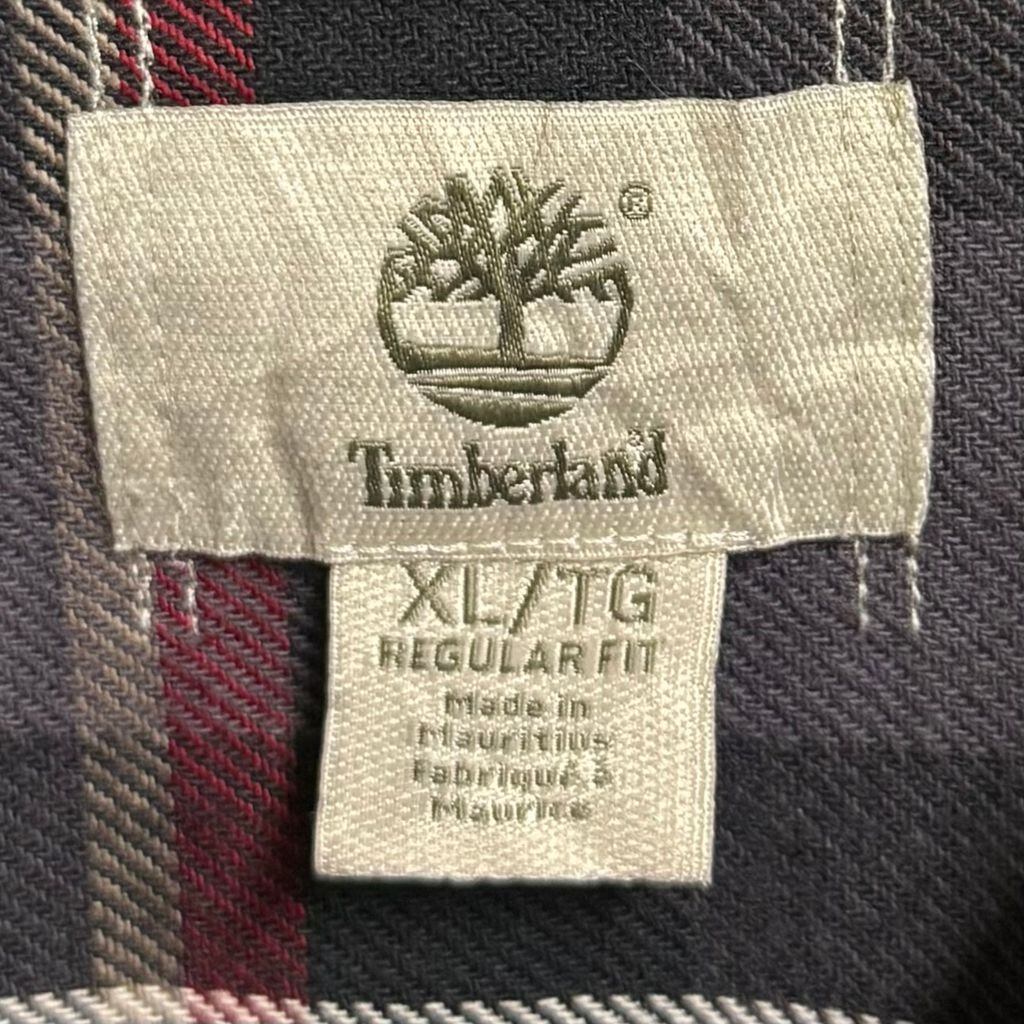 ®
Timberland
XL/TG
REGULAR FIT
Made in
Mauritius
Fabriqué à
Maurice